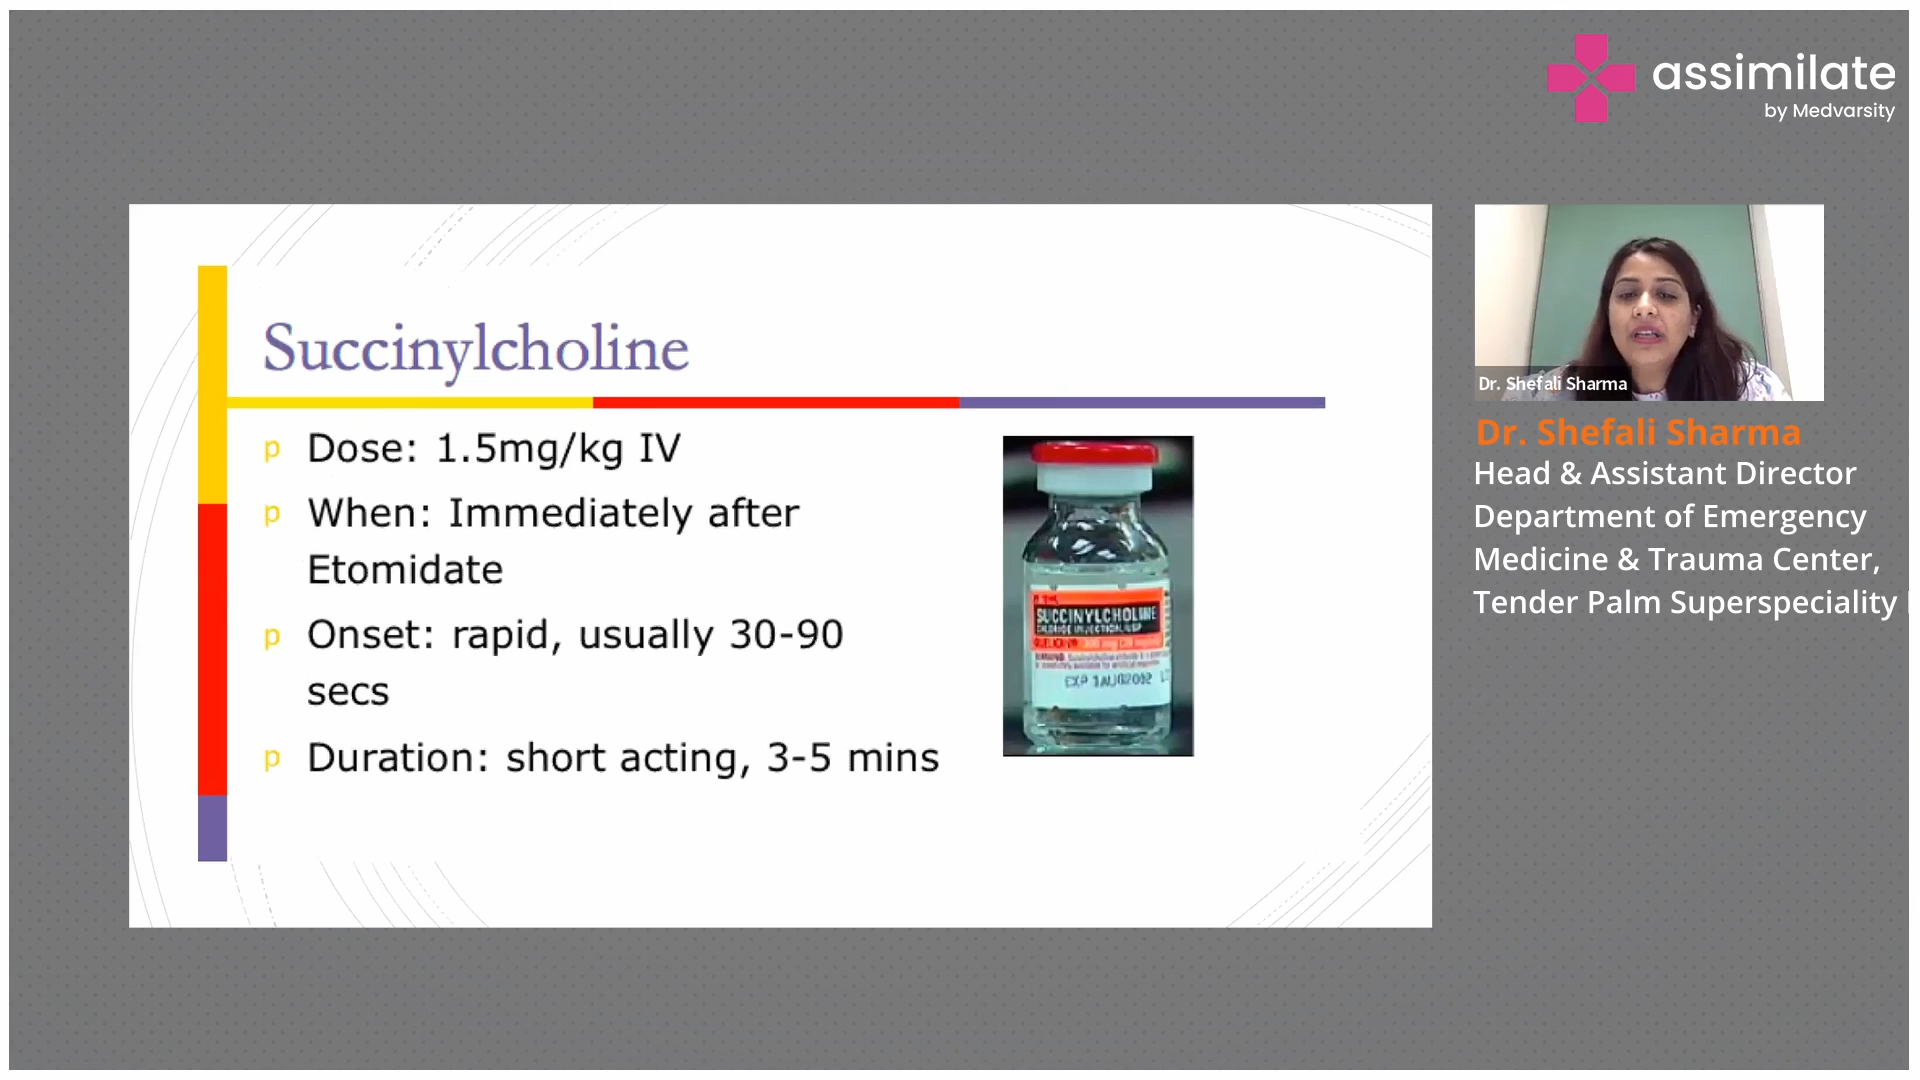 assimilate
by Medvarsity
Succinylcholine
p Dose: 1.5mg/kg IV
p When: Immediately after
Etomidate
p Onset: rapid, usually 30-90
secs
p Duration: short acting, 3-5 mins
SUCCINYLCHOLINE
EXP 1AUG2002
Dr. Shefali Sharma
Dr. Shefali Sharma
Head & Assistant Director
Department of Emergency
Medicine & Trauma Center,
Tender Palm Superspeciality